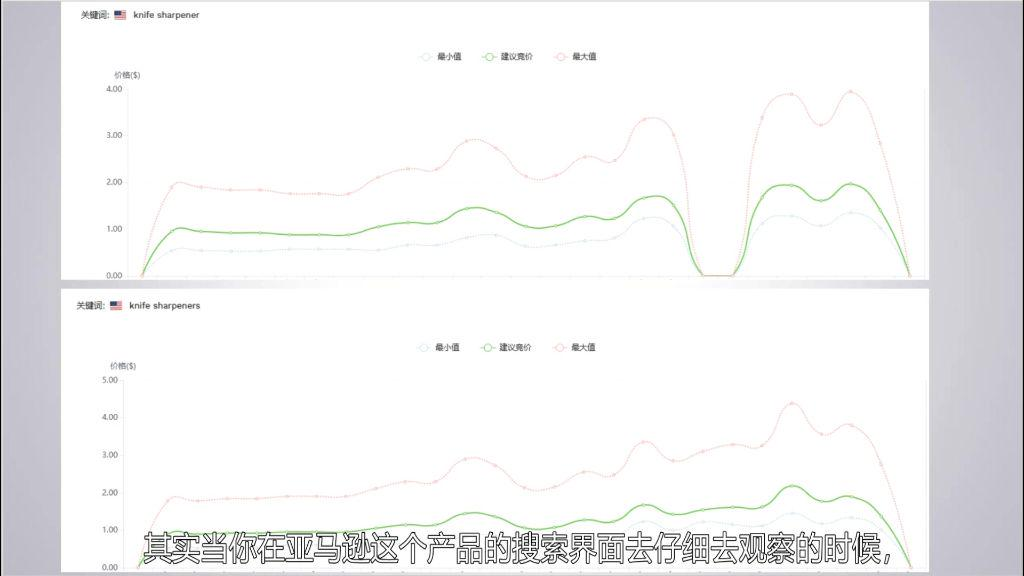 关键词: knife sharpener
最小值 建议竞价 最大值
价格($)
4.00
3.00
2.00
1.00
0.00
关键词: knife sharpeners
最小值 建议竞价 最大值
价格($)
5.00
4.00
3.00
2.00
1.00
0.00
其实当你在亚马逊这个产品的搜索界面去仔细去观察的时候,